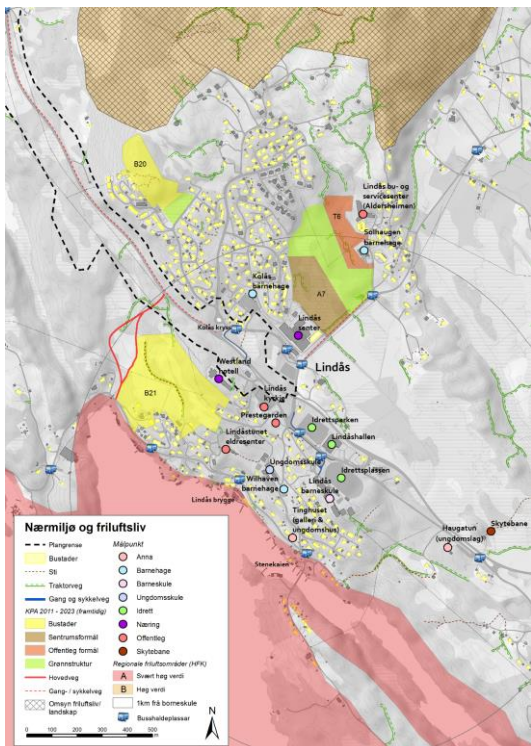 B20
T8
Lindås bu- og
servicesenter
(Aldersheimen)
Solhaugen
barnehage
Kolås
barnehage
A7
Lindås
senter
Kolås kryss
Westland
hotell
Lindås
B21
Lindås
kyrkje
Prestegarden
Idrettsparken
Lindåshallen
Lindåstunet
eldresenter
Ungdomsskule
Idrettsplassen
Wilhaven
barnehage
Lindås
barneskule
Lindås brygge
Tinghuset
(galleri &
ungdomshus)
Stenekaien
Haugatun
(ungdomslag)
Skytebane
Nærmiljø og friluftsliv
Plangrense
Bustader
Sti
Traktorveg
Gang og sykkelveg
KPA 2011 - 2023 (framtidig)
Bustader
Sentrumsformål
Offentleg formål
Grønnstruktur
Hovedveg
Gang- / sykkelveg
Omsyn friluftsliv/
landskap
Målpunkt
Anna
Barnehage
Barneskule
Ungdomsskule
Idrett
Næring
Offentleg
Skytebane
Regionale friluftsområder (HFK)
A Svært høg verdi
B Høg verdi
1km frå borneskule
Busshaldeplassar
0 100 200 300 400 500
m
N